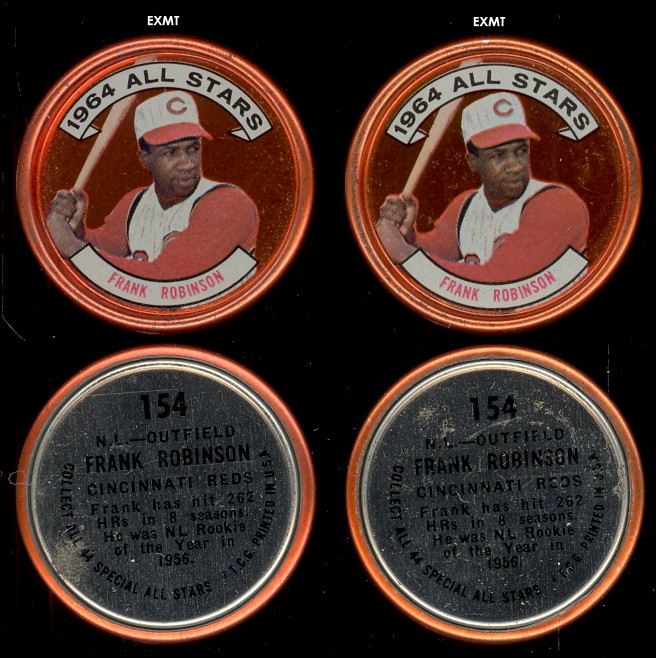 EXMT
1964 ALL STARS
C
FRANK ROBINSON
EXMT
1964 ALL STARS
C
FRANK ROBINSON
154
N.L.—OUTFIELD
FRANK ROBINSON
CINCINNATI REDS
Frank has hit 262
HRs in 8 seasons.
He was NL Rookie
of the Year in
1956.
COLLECT ALL 44 SPECIAL ALL STARS ★T.C.G. PRINTED IN U.S.A.
154
N.L.—OUTFIELD
FRANK ROBINSON
CINCINNATI REDS
Frank has hit 262
HRs in 8 seasons.
He was NL Rookie
of the Year in
1956.
COLLECT ALL 44 SPECIAL ALL STARS ★T.C.G. PRINTED IN U.S.A.